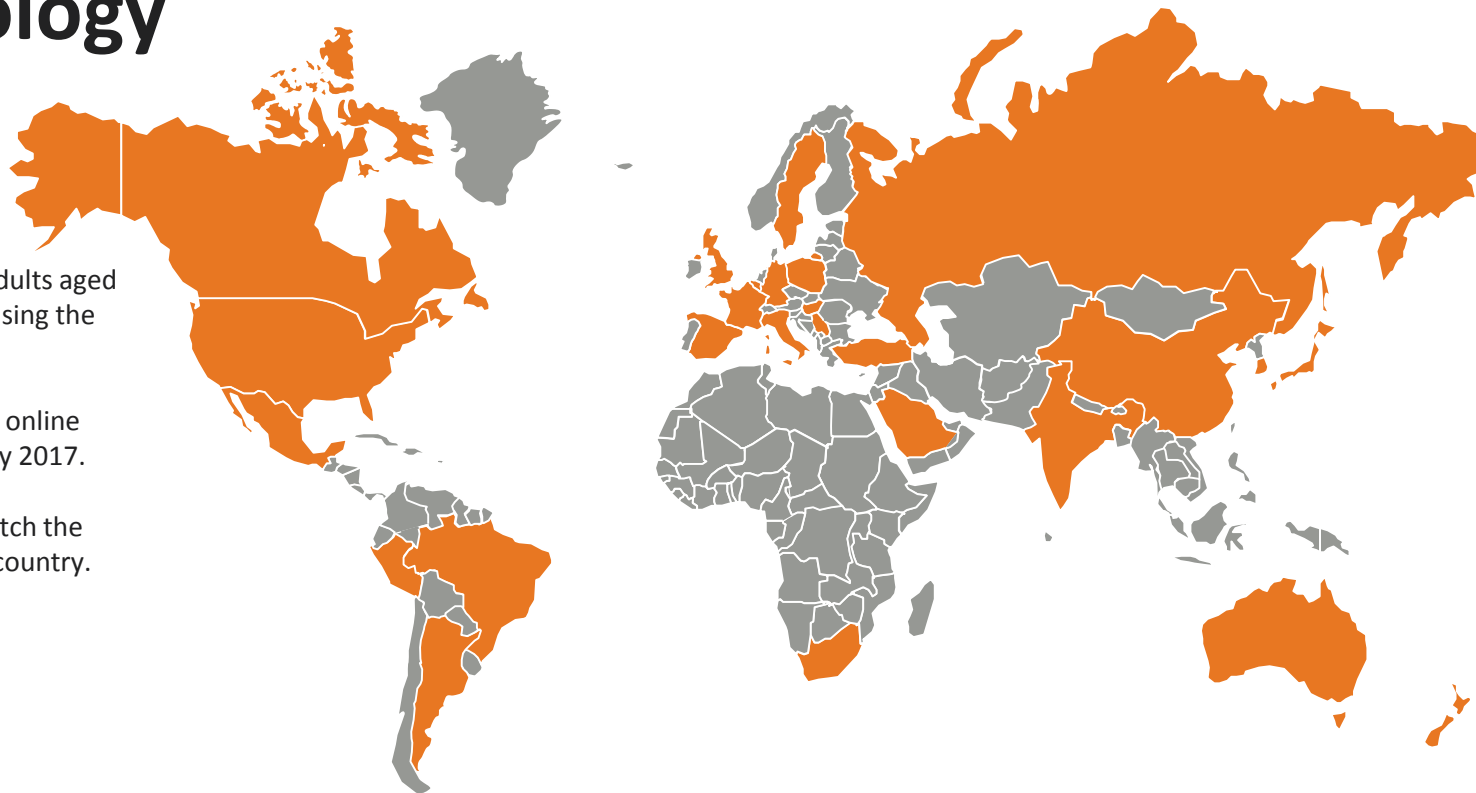 ology
dults aged
sing the
online
y 2017.
tch the
country.